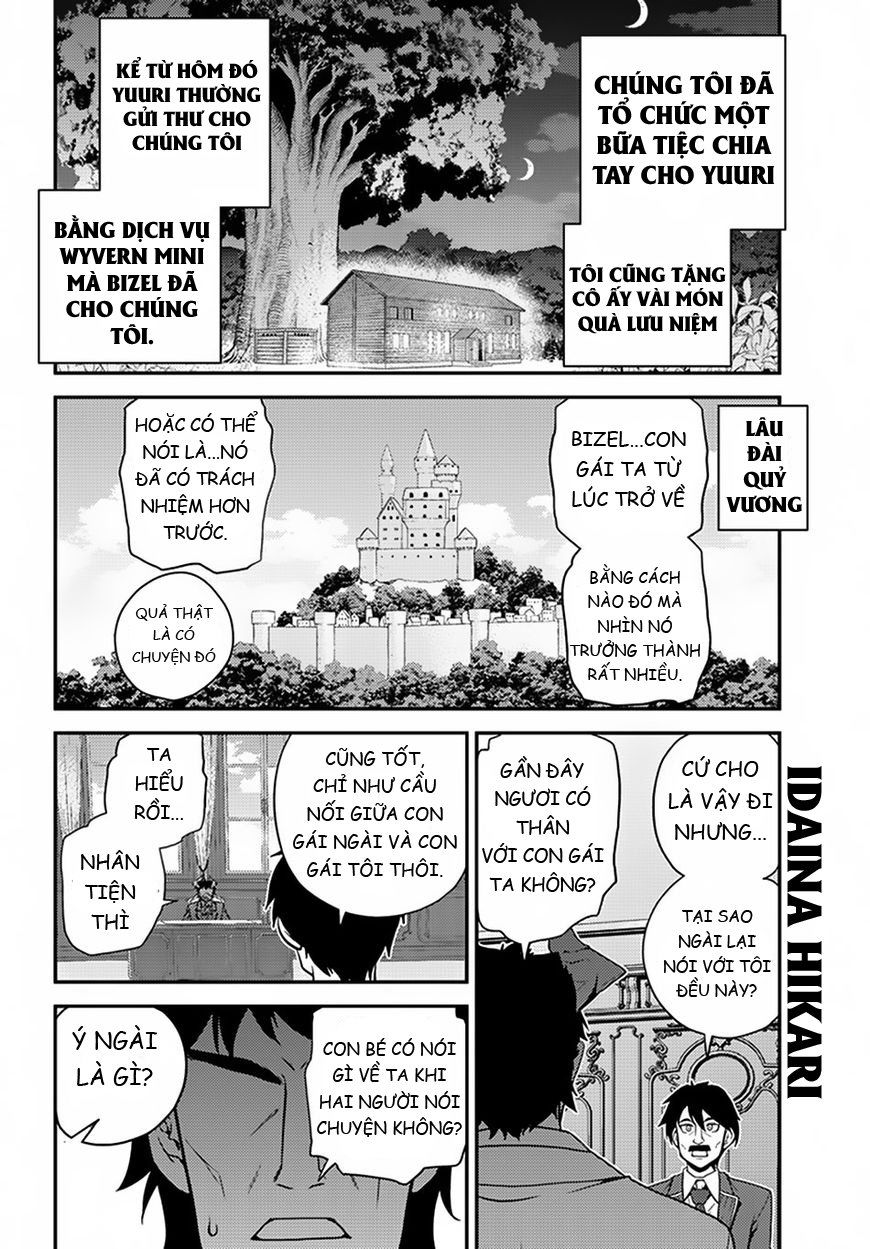 CHÚNG TÔI ĐÃ
TỔ CHỨC MỘT
BỮA TIỆC CHIA
TAY CHO YUURI
TÔI CŨNG TẶNG
CÔ ẤY VÀI MÓN
QUÀ LƯU NIỆM
KỂ TỪ HÔM ĐÓ
YUURI THƯỜNG
GỬI THƯ CHO
CHÚNG TÔI
BẰNG DỊCH VỤ
WYVERN MINI
MÀ BIZEL ĐÃ
CHO CHÚNG
TÔI.
LÂU
ĐÀI
QUỶ
VƯƠNG
BIZEL...CON
GÁI TA TỪ
LÚC TRỞ VỀ
BẰNG CÁCH
NÀO ĐÓ MÀ
NHÌN NÓ
TRƯỞNG THÀNH
RẤT NHIỀU.
HOẶC CÓ THỂ
NÓI LÀ...NÓ
ĐÃ CÓ TRÁCH
NHIỆM HƠN
TRƯỚC.
QUẢ THẬT
LÀ CÓ
CHUYỆN ĐÓ
CỨ CHO
LÀ VẬY ĐI
NHƯNG...
TẠI SAO
NGÀI LẠI
NÓI VỚI TÔI
ĐỀU NÀY?
GẦN ĐÂY
NGƯƠI CÓ
THÂN
VỚI CON GÁI
TA KHÔNG?
CŨNG TỐT,
CHỈ NHƯ CẦU
NỐI GIỮA CON
GÁI NGÀI VÀ CON
GÁI TÔI THÔI.
TA
HIỂU
RỒI...
NHÂN
TIỆN
THÌ
CON BÉ CÓ NÓI
GÌ VỀ TA KHI
HAI NGƯỜI NÓI
CHUYỆN KHÔNG?
Ý NGÀI
LÀ GÌ?
IDAINA HIKARI